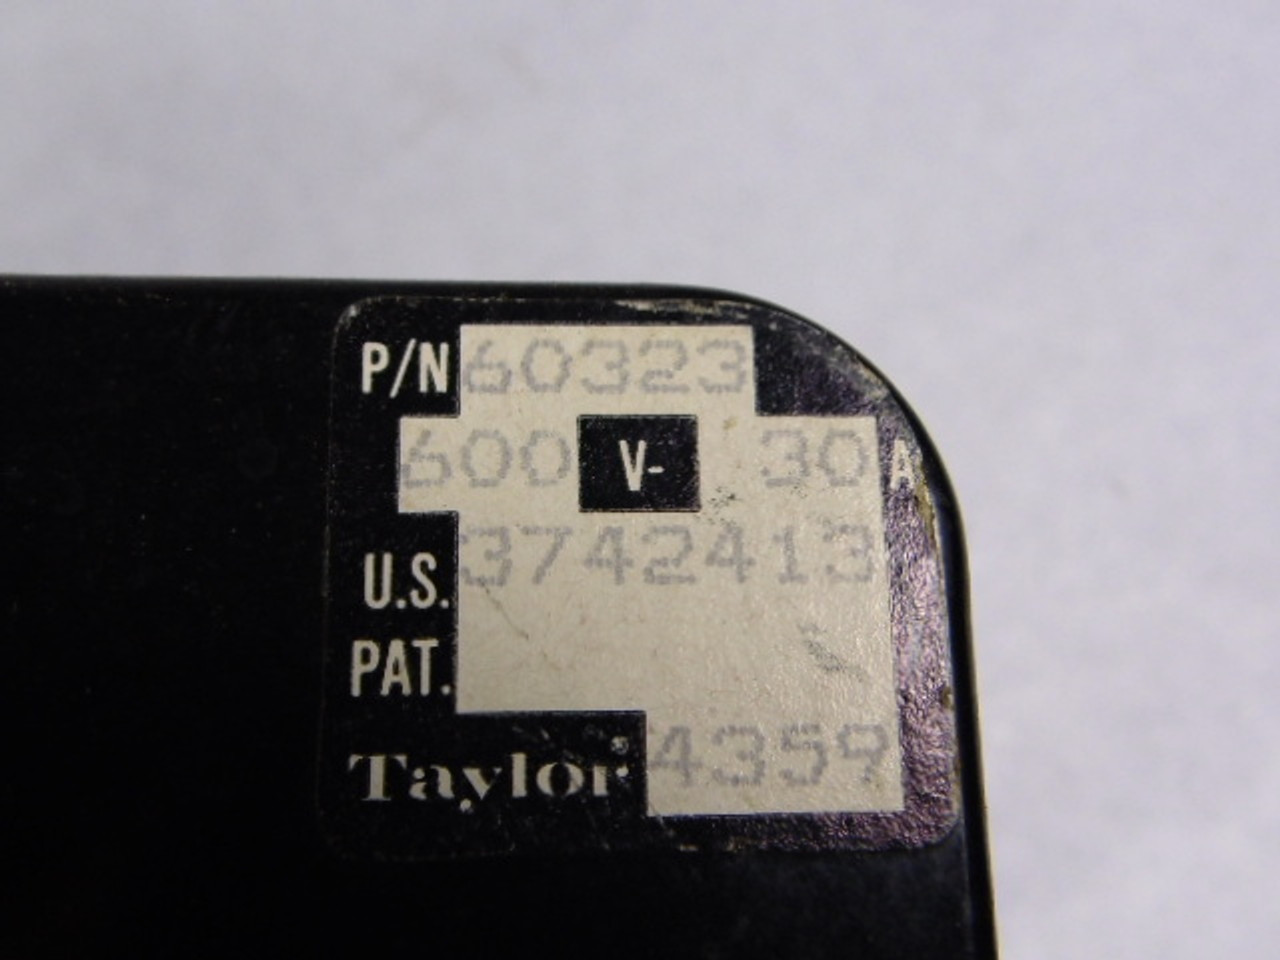 P/N 60323
600 V- 30 A
U.S. 3742413
PAT.
Taylor® 4359